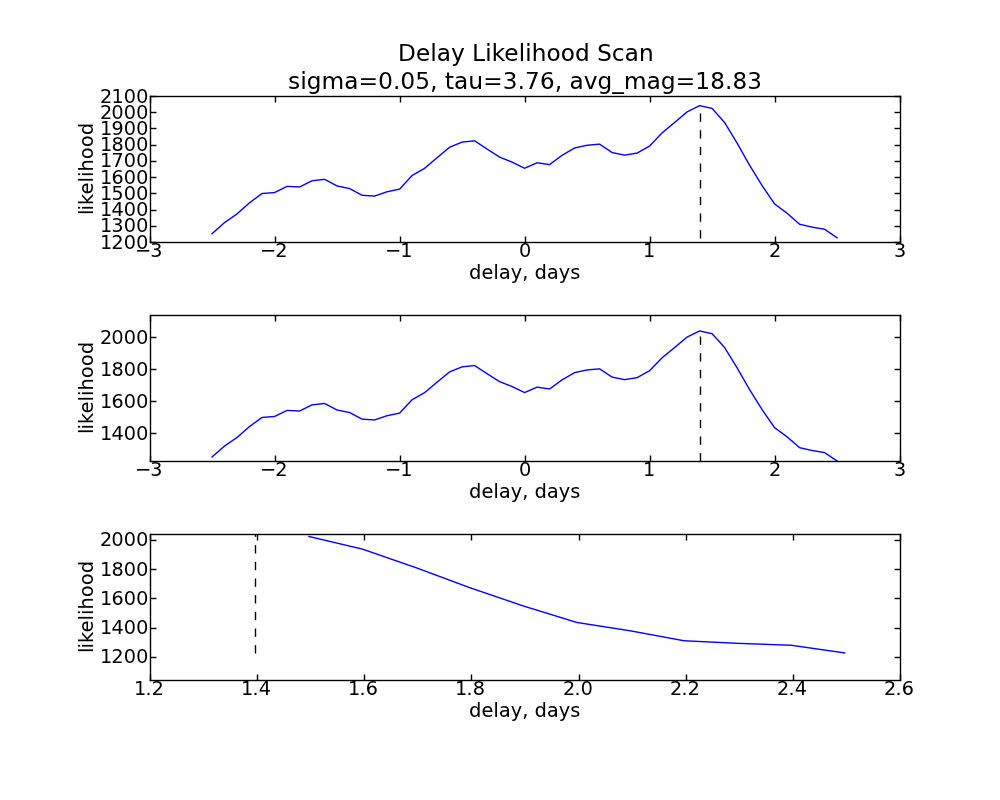 Delay Likelihood Scan
sigma=0.05, tau=3.76, avg_mag=18.83
likelihood
2100
2000
1900
1800
1700
1600
1500
1400
1300
1200
−3 −2 −1 0 1 2 3
delay, days
likelihood
2000
1800
1600
1400
−3 −2 −1 0 1 2 3
delay, days
likelihood
2000
1800
1600
1400
1200
1.2 1.4 1.6 1.8 2.0 2.2 2.4 2.6
delay, days